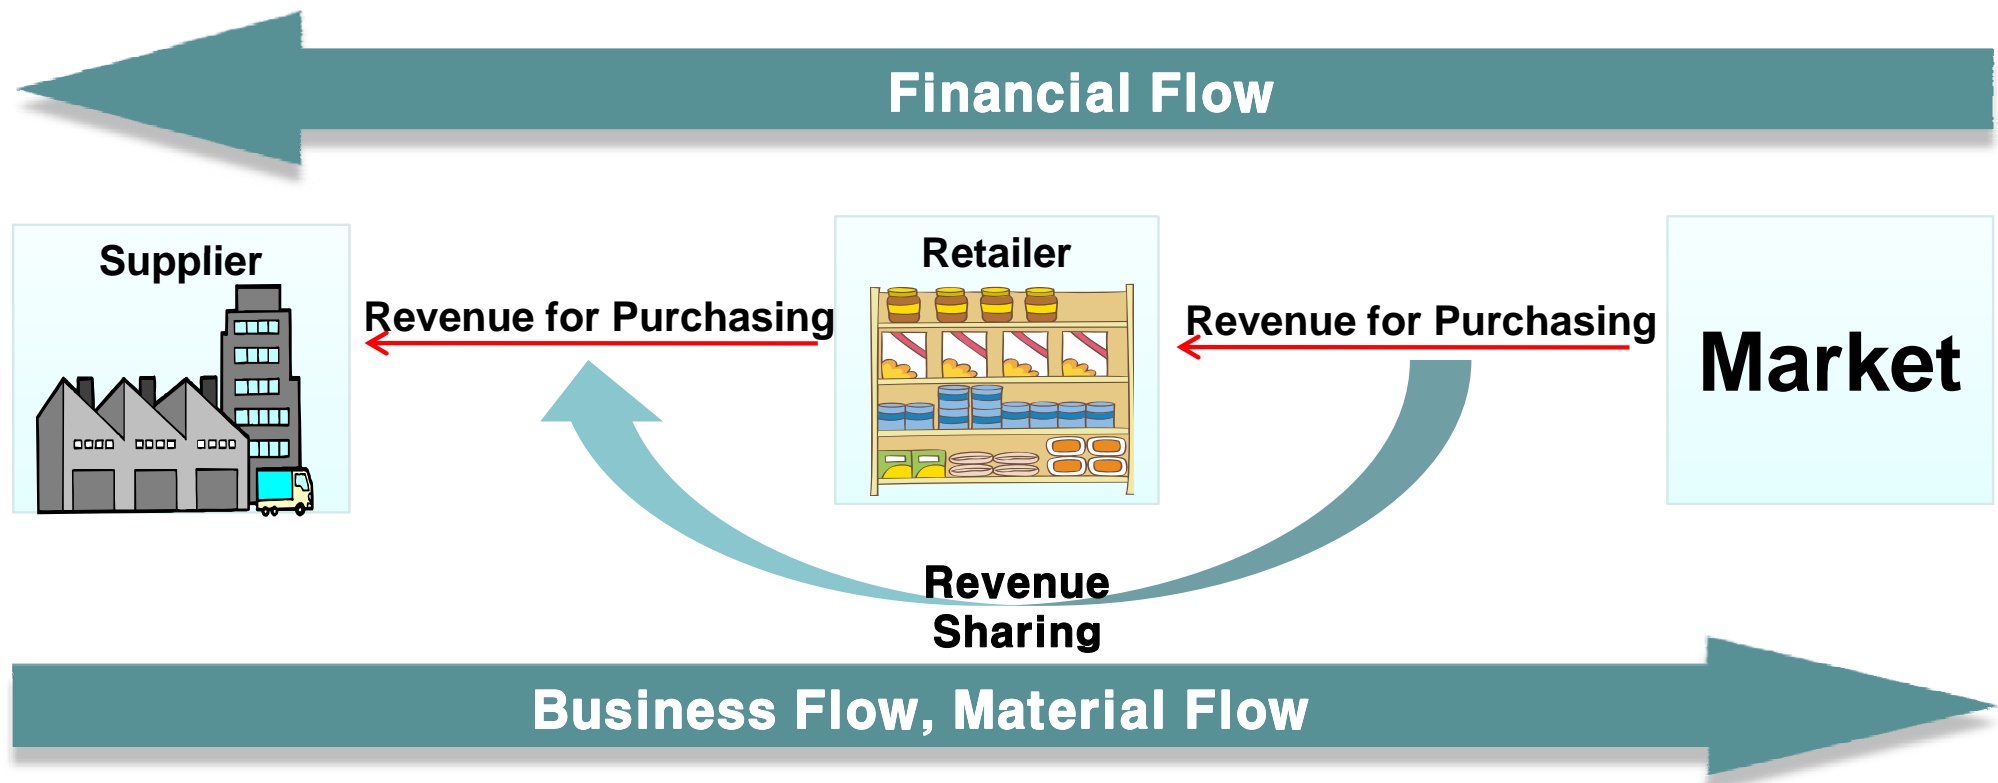 Financial Flow
Supplier
Retailer
Revenue for Purchasing
Revenue for Purchasing
Market
Revenue
Sharing
Business Flow, Material Flow